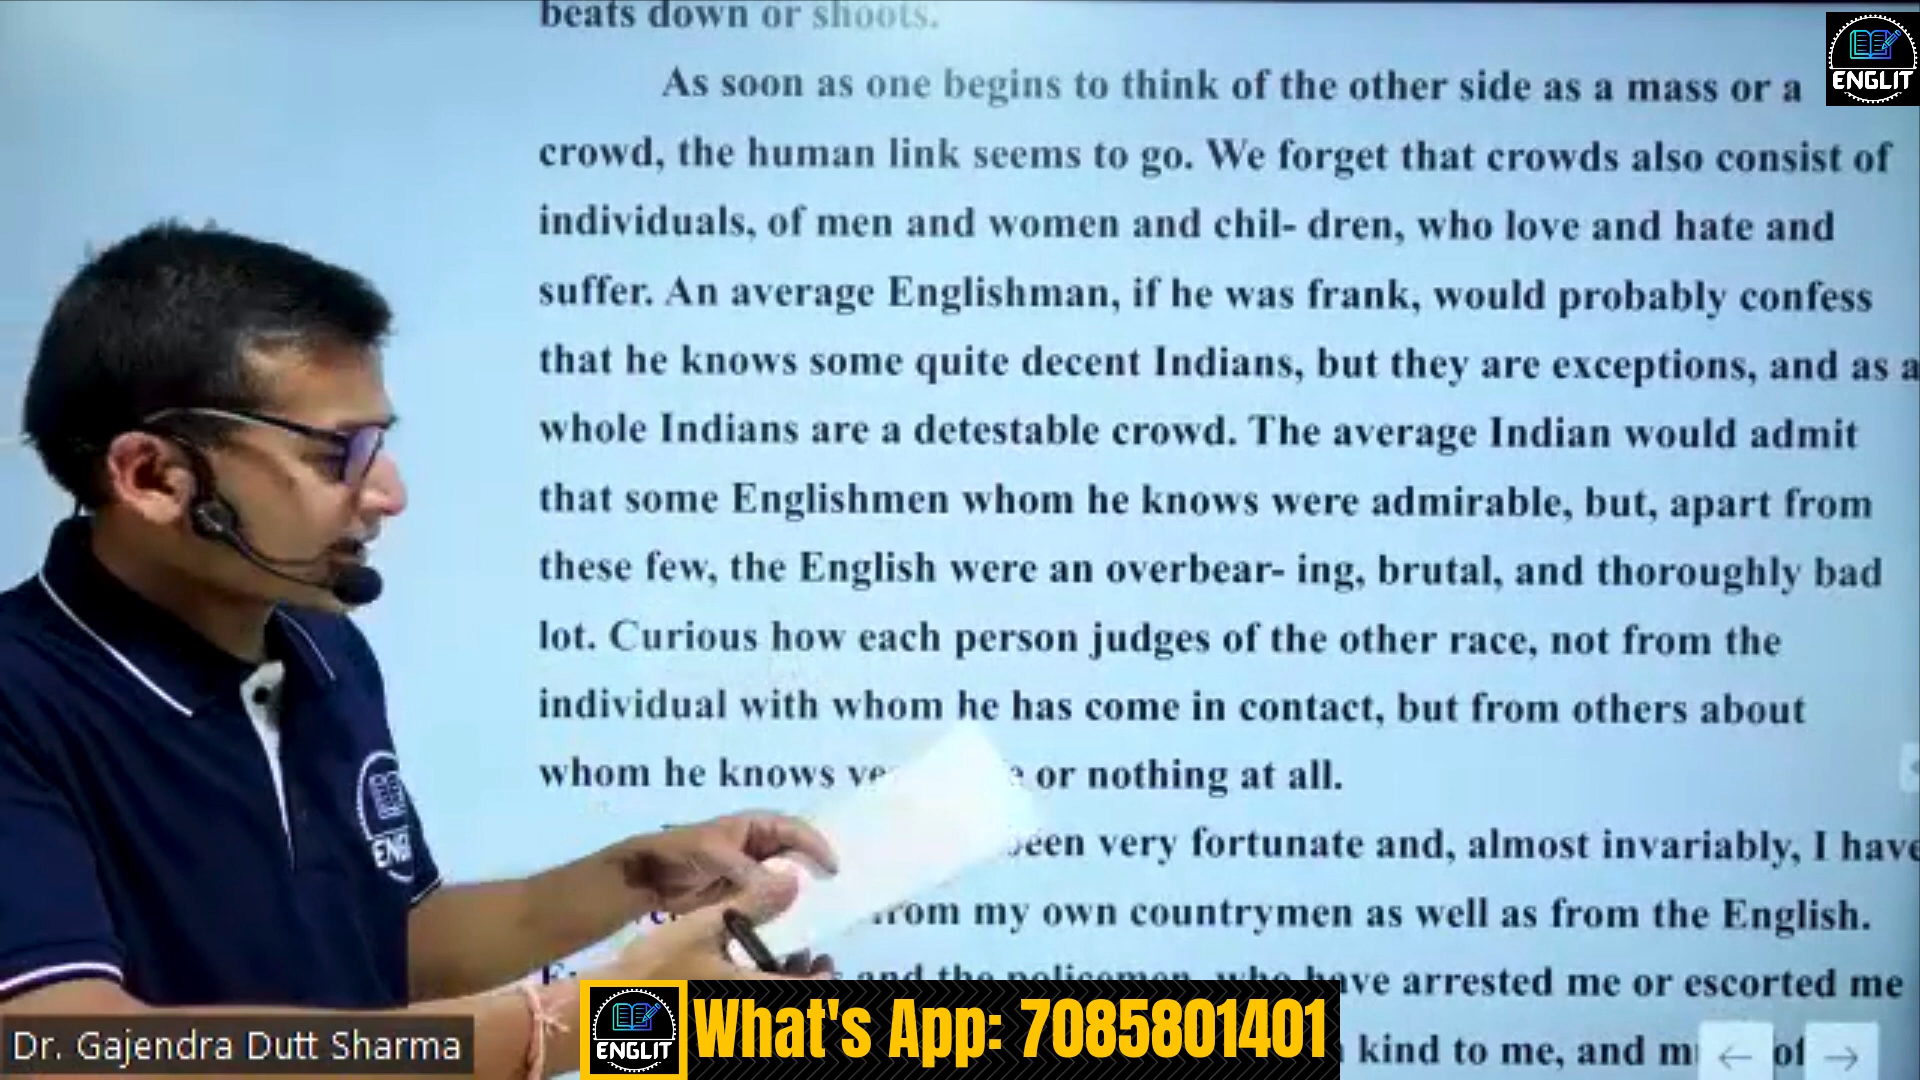 beats down or shoots.
ENGLIT
As soon as one begins to think of the other side as a mass or a
crowd, the human link seems to go. We forget that crowds also consist of
individuals, of men and women and chil- dren, who love and hate and
suffer. An average Englishman, if he was frank, would probably confess
that he knows some quite decent Indians, but they are exceptions, and as a
whole Indians are a detestable crowd. The average Indian would admit
that some Englishmen whom he knows were admirable, but, apart from
these few, the English were an overbear- ing, brutal, and thoroughly bad
lot. Curious how each person judges of the other race, not from the
individual with whom he has come in contact, but from others about
whom he knows or nothing at all.
been very fortunate and, almost invariably, I have
from my own countrymen as well as from the English.
and the policemen, who have arrested me or escorted me
kind to me, and of
Dr. Gajendra Dutt Sharma
ENGLIT
What's App: 7085801401